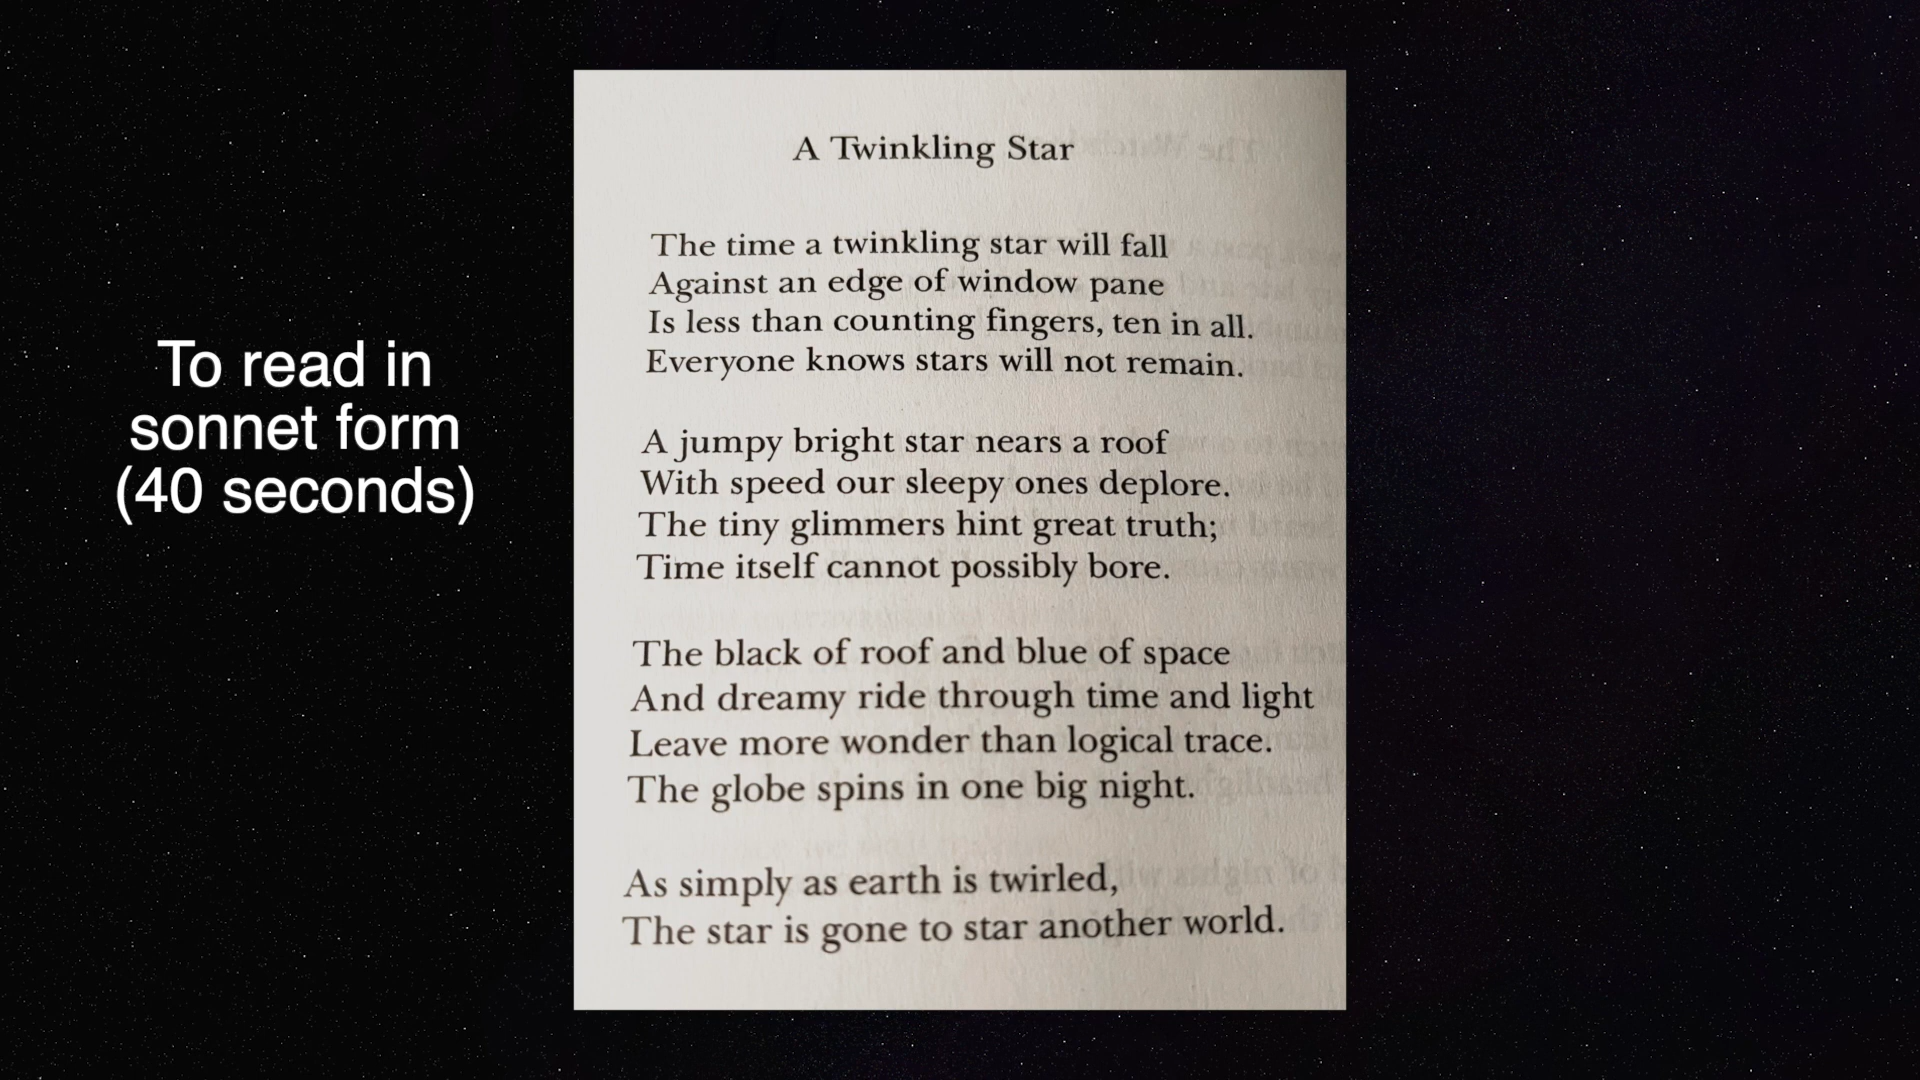 To read in
sonnet form
(40 seconds)
A Twinkling Star
The time a twinkling star will fall
Against an edge of window pane
Is less than counting fingers, ten in all.
Everyone knows stars will not remain.
A jumpy bright star nears a roof
With speed our sleepy ones deplore.
The tiny glimmers hint great truth;
Time itself cannot possibly bore.
The black of roof and blue of space
And dreamy ride through time and light
Leave more wonder than logical trace.
The globe spins in one big night.
As simply as earth is twirled,
The star is gone to star another world.